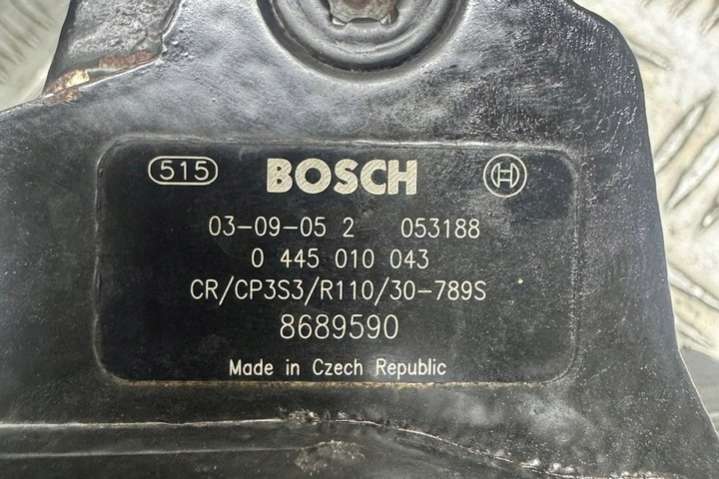 515 BOSCH
03-09-05 2 053188
0 445 010 043
CR/CP3S3/R110/30-789S
8689590
Made in Czech Republic